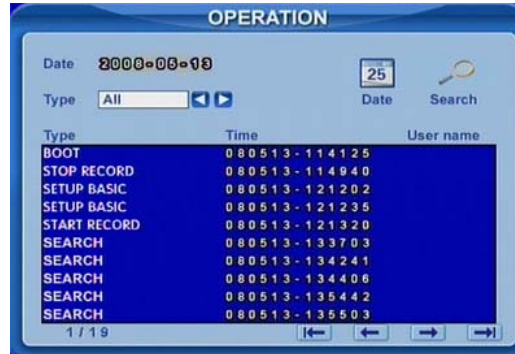 OPERATION
Date 2008-05-13
25
Type All Date Search
Type Time User name
BOOT 080513-114125
STOP RECORD 080513-114940
SETUP BASIC 080513-121202
SETUP BASIC 080513-121235
START RECORD 080513-121320
SEARCH 080513-133703
SEARCH 080513-134241
SEARCH 080513-134406
SEARCH 080513-135442
SEARCH 080513-135503
1/19